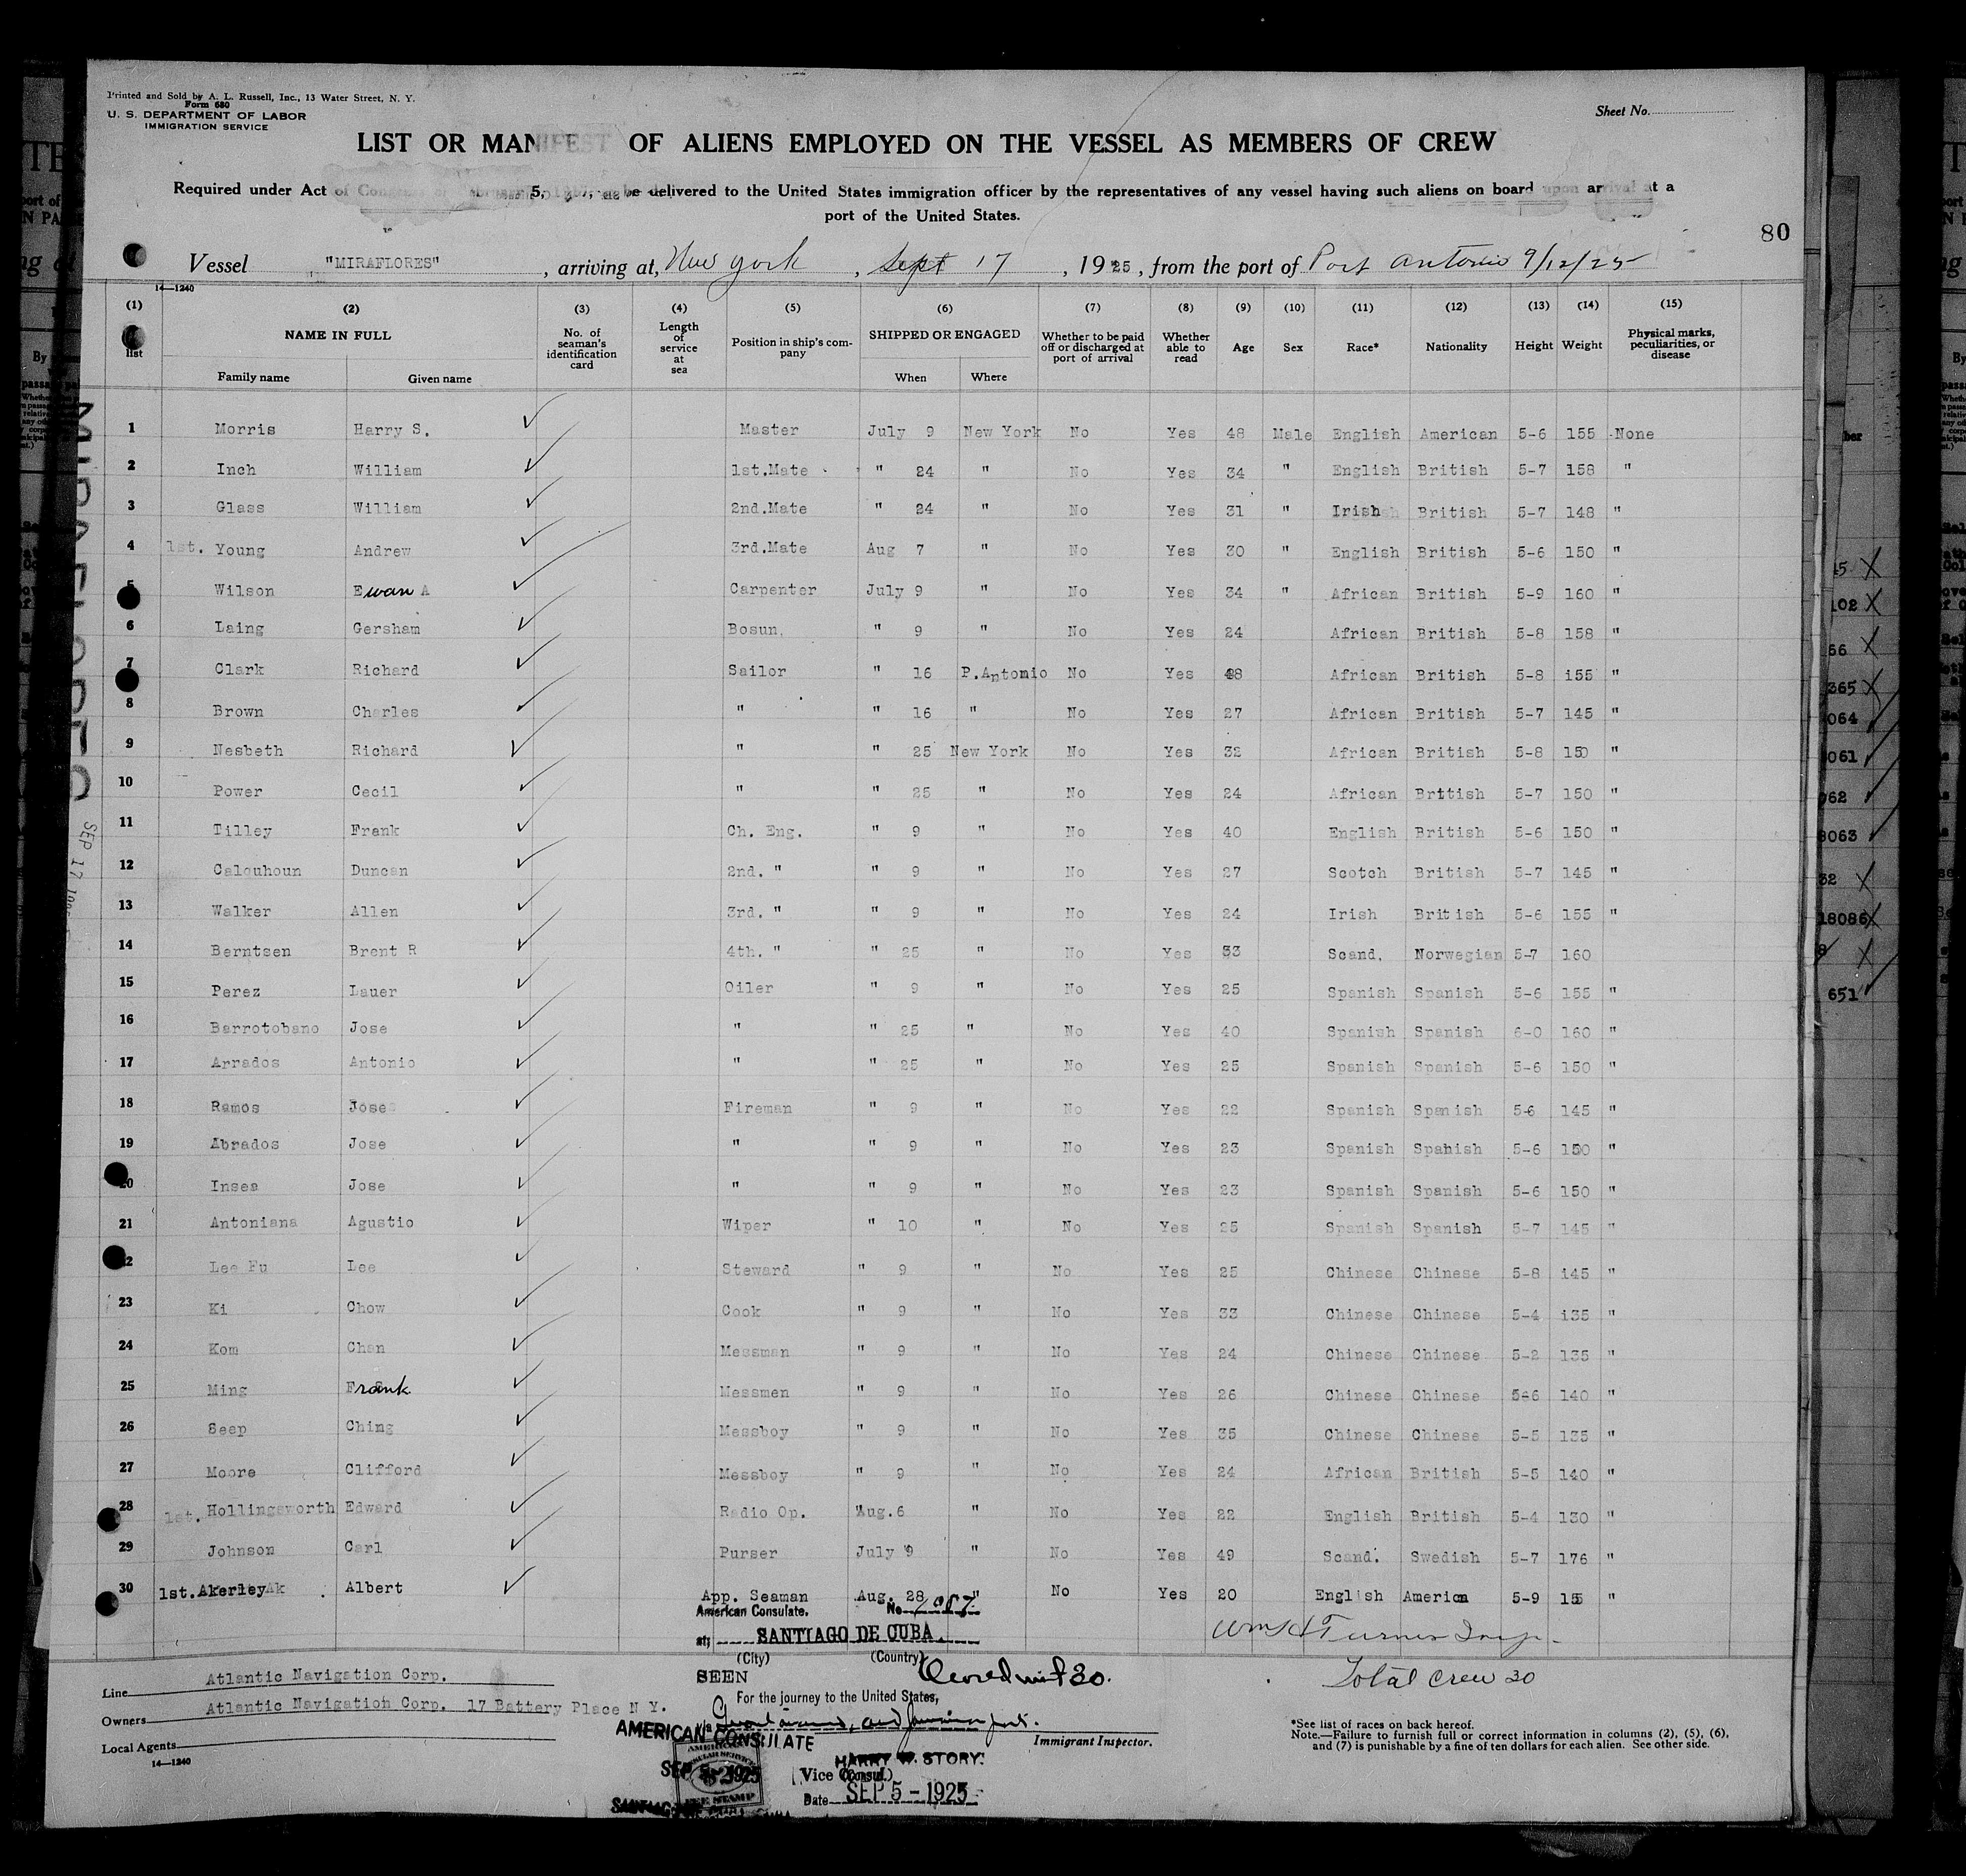 Printed and Sold by A. L. Russell, Inc., 13 Water Street, N. Y.
Form 680
U. S. DEPARTMENT OF LABOR
IMMIGRATION SERVICE
Sheet No.
LIST OR MANIFEST OF ALIENS EMPLOYED ON THE VESSEL AS MEMBERS OF CREW
Required under Act of Congress of February 5, to be delivered to the United States immigration officer by the representatives of any vessel having such aliens on board upon arrival at a
port of the United States.
80
Vessel "MIRAFLORES", arriving at, New York, Sept 17, 1925, from the port of Port Antonio 9/12/25
14—1240
(1) (2) (3) (4) (5) (6) (7) (8) (9) (10) (11) (12) (13) (14) (15)
list NAME IN FULL Family name Given name No. of seaman's identification card Length of service at sea Position in ship's company SHIPPED OR ENGAGED When Where Whether to be paid off or discharged at port of arrival Whether able to read Age Sex Race* Nationality Height Weight Physical marks, peculiarities, or disease
1 Morris Harry S. Master July 9 New York No Yes 48 Male English American 5-6 155 None
2 Inch William 1st.Mate " 24 " No Yes 34 " English British 5-7 158 "
3 Glass William 2nd.Mate " 24 " No Yes 31 " Irish British 5-7 148 "
4 1st. Young Andrew 3rd.Mate Aug 7 " No Yes 30 " English British 5-6 150 "
5 Wilson Ewan A Carpenter July 9 " No Yes 34 " African British 5-9 160 "
6 Laing Gersham Bosun. " 9 " No Yes 24 African British 5-8 158 "
7 Clark Richard Sailor " 16 P.Antonio No Yes 48 African British 5-8 155 "
8 Brown Charles " " 16 " No Yes 27 African British 5-7 145 "
9 Nesbeth Richard " " 25 New York No Yes 32 African British 5-8 150 "
10 Power Cecil " " 25 " No Yes 24 African British 5-7 150 "
11 Tilley Frank Ch. Eng. " 9 " No Yes 40 English British 5-6 150 "
12 Calquhoun Duncan 2nd. " " 9 " No Yes 27 Scotch British 5-7 145 "
13 Walker Allen 3rd. " " 9 " No Yes 24 Irish British 5-6 155 "
14 Berntsen Brent R 4th. " " 25 " No Yes 33 Scand. Norwegian 5-7 160
15 Perez Lauer Oiler " 9 " No Yes 25 Spanish Spanish 5-6 155 "
16 Barrotobano Jose " " 25 " No Yes 40 Spanish Spanish 6-0 160 "
17 Arrados Antonio " " 25 " No Yes 25 Spanish Spanish 5-6 150 "
18 Ramos Jose Fireman " 9 " No Yes 22 Spanish Spanish 5-6 145 "
19 Abrados Jose " " 9 " No Yes 23 Spanish Spanish 5-6 150 "
20 Insea Jose " " 9 " No Yes 23 Spanish Spanish 5-6 150 "
21 Antoniana Agustio Wiper " 10 " No Yes 25 Spanish Spanish 5-7 145 "
22 Lee Fu Lee Steward " 9 " No Yes 25 Chinese Chinese 5-8 145 "
23 Ki Chow Cook " 9 " No Yes 33 Chinese Chinese 5-4 135 "
24 Kom Chan Messman " 9 " No Yes 24 Chinese Chinese 5-2 135 "
25 Ming Frank Messmen " 9 " No Yes 26 Chinese Chinese 5-6 140 "
26 Seep Ching Messboy " 9 " No Yes 35 Chinese Chinese 5-5 135 "
27 Moore Clifford Messboy " 9 " No Yes 24 African British 5-5 140 "
28 1st. Hollingsworth Edward Radio Op. Aug.6 " No Yes 22 English British 5-4 130 "
29 Johnson Carl Purser July 9 " No Yes 49 Scand. Swedish 5-7 176 "
30 1st. Akerley Albert App. Seaman Aug. 28 " No Yes 20 English American 5-9 155 "
American Consulate. No.
at; SANTIAGO DE CUBA
(City) (Country)
Wm H Turner Insp.
SEEN
For the journey to the United States,
Total crew 30
Line Atlantic Navigation Corp.
Owners Atlantic Navigation Corp. 17 Battery Place N Y.
Local Agents
14—1240
AMERICAN CONSULATE
SEP 5 1925
Immigrant Inspector.
HARRY W. STORY.
Vice Consul.
Date SEP 5 - 1925
*See list of races on back hereof.
Note.—Failure to furnish full or correct information in columns (2), (5), (6),
and (7) is punishable by a fine of ten dollars for each alien. See other side.
MIRAFLORES
SEP 17